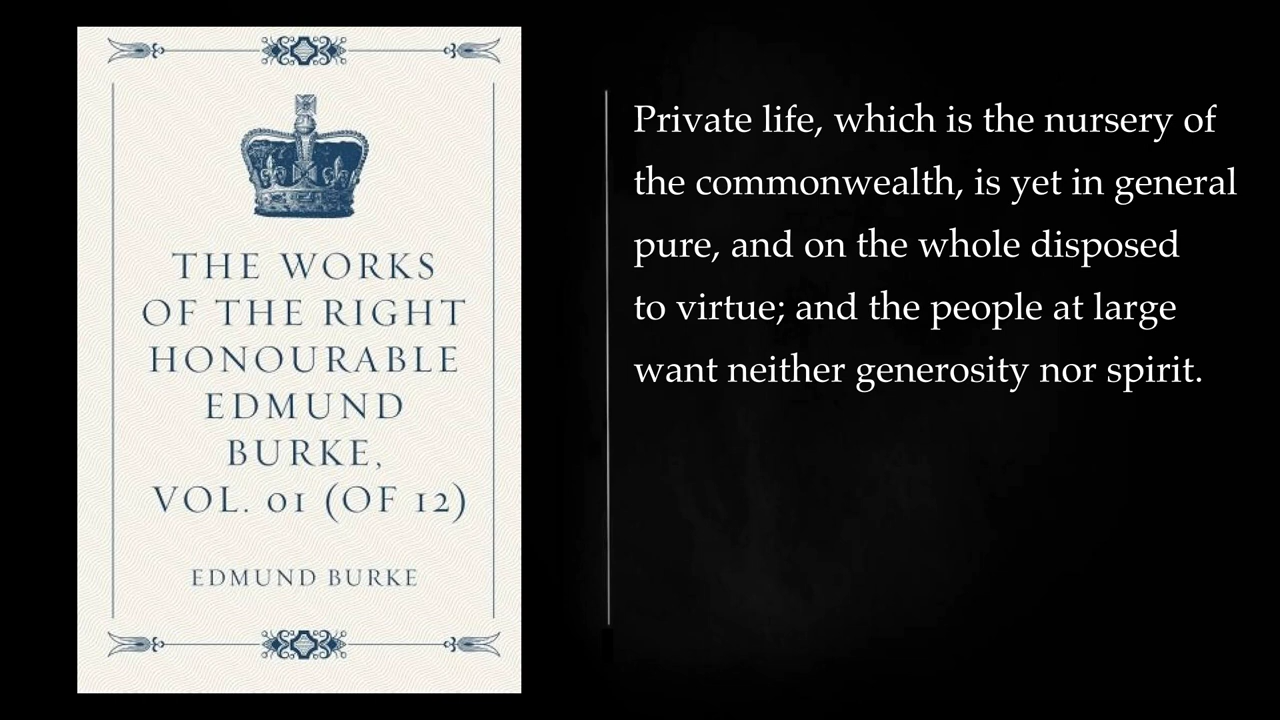 THE WORKS
OF THE RIGHT
HONOURABLE
EDMUND
BURKE,
VOL. 01 (OF 12)
EDMUND BURKE
Private life, which is the nursery of
the commonwealth, is yet in general
pure, and on the whole disposed
to virtue; and the people at large
want neither generosity nor spirit.